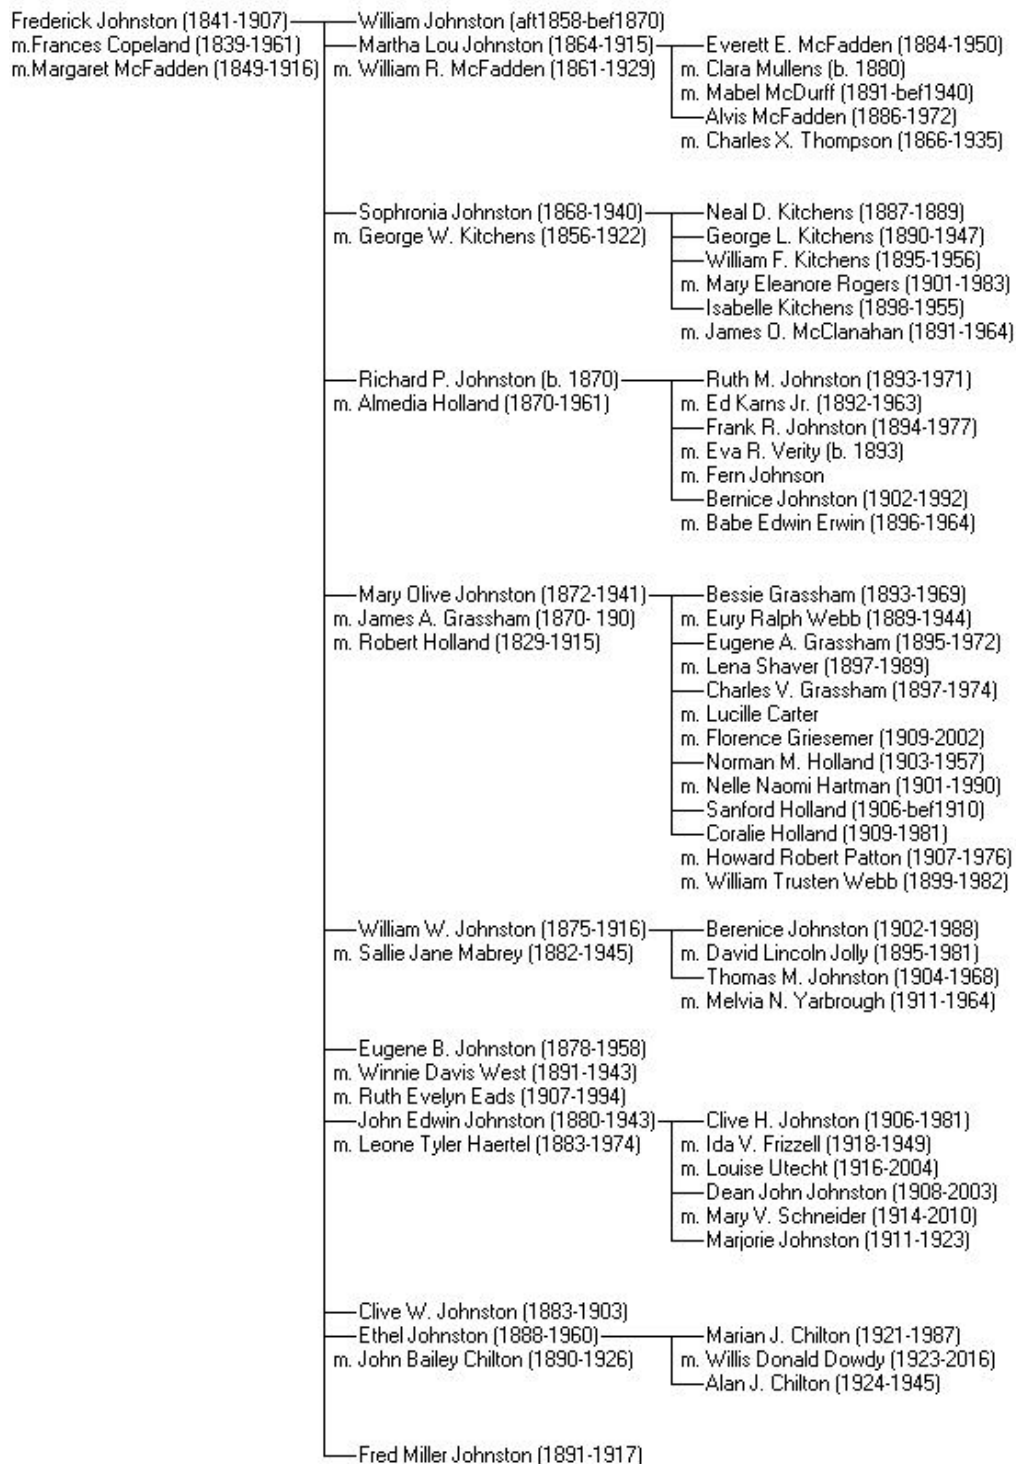 Frederick Johnston (1841-1907) William Johnston (aft1858-bef1870)
m.Frances Copeland (1839-1961) Martha Lou Johnston (1864-1915) Everett E. McFadden (1884-1950)
m.Margaret McFadden (1849-1916) m. William R. McFadden (1861-1929) m. Clara Mullens (b. 1880)
m. Mabel McDurff (1891-bef1940)
Alvis McFadden (1886-1972)
m. Charles X. Thompson (1866-1935)
Sophronia Johnston (1868-1940) Neal D. Kitchens (1887-1889)
m. George W. Kitchens (1856-1922) George L. Kitchens (1890-1947)
William F. Kitchens (1895-1956)
m. Mary Eleanore Rogers (1901-1983)
Isabelle Kitchens (1898-1955)
m. James O. McClanahan (1891-1964)
Richard P. Johnston (b. 1870) Ruth M. Johnston (1893-1971)
m. Almedia Holland (1870-1961) m. Ed Karns Jr. (1892-1963)
Frank R. Johnston (1894-1977)
m. Eva R. Verity (b. 1893)
m. Fern Johnson
Bernice Johnston (1902-1992)
m. Babe Edwin Erwin (1896-1964)
Mary Olive Johnston (1872-1941) Bessie Grassham (1893-1969)
m. James A. Grassham (1870- 190) m. Eury Ralph Webb (1889-1944)
m. Robert Holland (1829-1915) Eugene A. Grassham (1895-1972)
m. Lena Shaver (1897-1989)
Charles V. Grassham (1897-1974)
m. Lucille Carter
m. Florence Griesemer (1909-2002)
Norman M. Holland (1903-1957)
m. Nelle Naomi Hartman (1901-1990)
Sanford Holland (1906-bef1910)
Coralie Holland (1909-1981)
m. Howard Robert Patton (1907-1976)
m. William Trusten Webb (1899-1982)
William W. Johnston (1875-1916) Berenice Johnston (1902-1988)
m. Sallie Jane Mabrey (1882-1945) m. David Lincoln Jolly (1895-1981)
Thomas M. Johnston (1904-1968)
m. Melvia N. Yarbrough (1911-1964)
Eugene B. Johnston (1878-1958)
m. Winnie Davis West (1891-1943)
m. Ruth Evelyn Eads (1907-1994)
John Edwin Johnston (1880-1943) Clive H. Johnston (1906-1981)
m. Leone Tyler Haertel (1883-1974) m. Ida V. Frizzell (1918-1949)
m. Louise Utecht (1916-2004)
Dean John Johnston (1908-2003)
m. Mary V. Schneider (1914-2010)
Marjorie Johnston (1911-1923)
Clive W. Johnston (1883-1903)
Ethel Johnston (1888-1960) Marian J. Chilton (1921-1987)
m. John Bailey Chilton (1890-1926) m. Willis Donald Dowdy (1923-2016)
Alan J. Chilton (1924-1945)
Fred Miller Johnston (1891-1917)